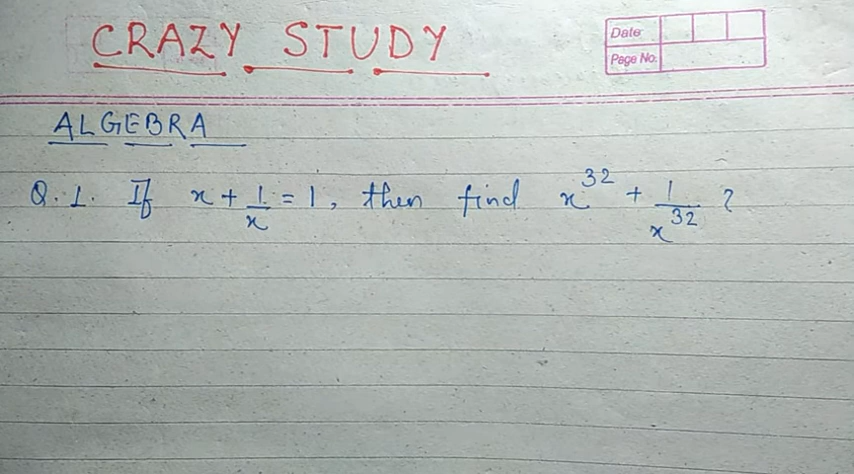 CRAZY STUDY
Date
Page No.
ALGEBRA
Q.1. If x + 1/x = 1, then find x^32 + 1/x^32 ?